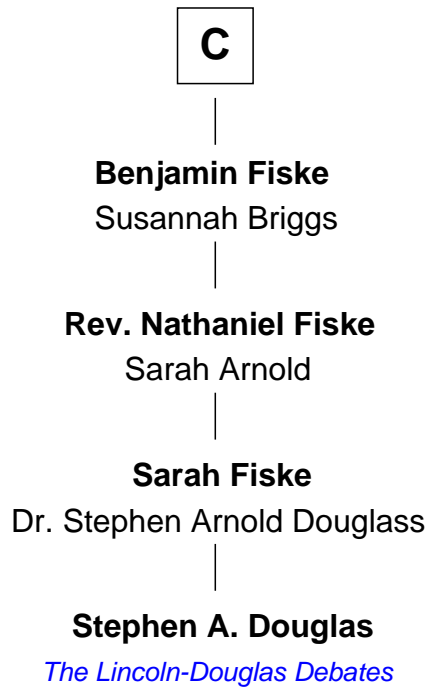 C
Benjamin Fiske
Susannah Briggs
Rev. Nathaniel Fiske
Sarah Arnold
Sarah Fiske
Dr. Stephen Arnold Douglass
Stephen A. Douglas
The Lincoln-Douglas Debates